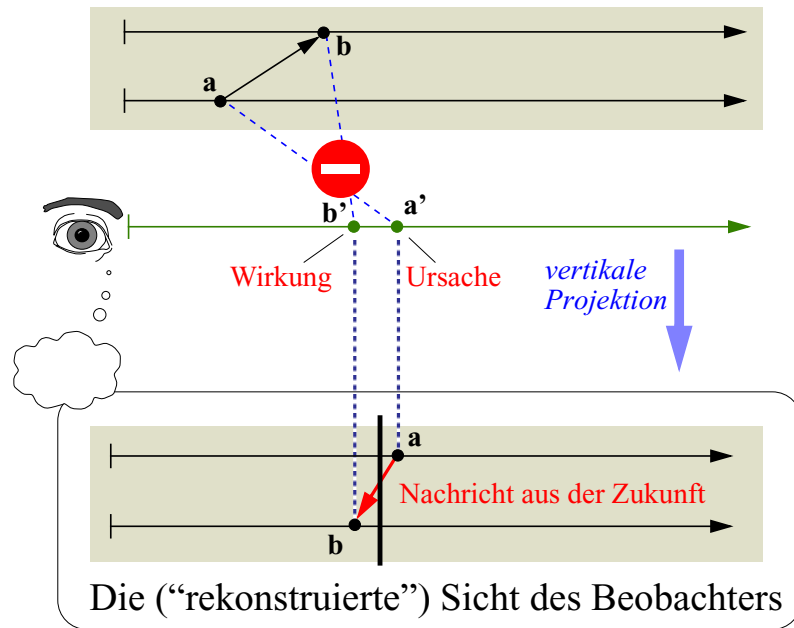 b
a
b’ a’
Wirkung Ursache
vertikale
Projektion
a
Nachricht aus der Zukunft
b
Die (“rekonstruierte”) Sicht des Beobachters